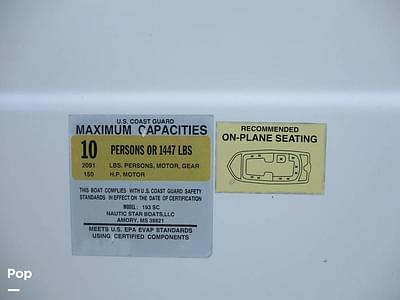 U.S. COAST GUARD
MAXIMUM CAPACITIES
10 PERSONS OR 1447 LBS
2091 LBS. PERSONS, MOTOR, GEAR
150 H.P. MOTOR
THIS BOAT COMPLIES WITH U.S. COAST GUARD SAFETY
STANDARDS IN EFFECT ON THE DATE OF CERTIFICATION
MODEL: 193 SC
NAUTIC STAR BOATS,LLC
AMORY, MS 38821
MEETS U.S. EPA EVAP STANDARDS
USING CERTIFIED COMPONENTS
RECOMMENDED
ON-PLANE SEATING
Pop